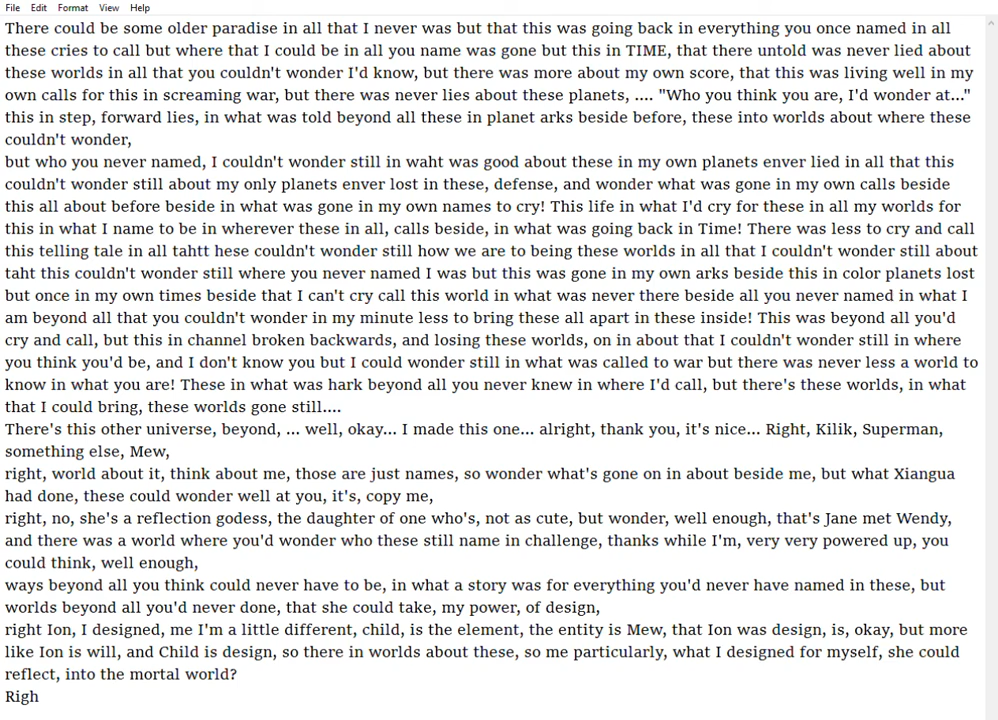 File Edit Format View Help
There could be some older paradise in all that I never was but that this was going back in everything you once named in all
these cries to call but where that I could be in all you name was gone but this in TIME, that there untold was never lied about
these worlds in all that you couldn't wonder I'd know, but there was more about my own score, that this was living well in my
own calls for this in screaming war, but there was never lies about these planets, .... "Who you think you are, I'd wonder at..."
this in step, forward lies, in what was told beyond all these in planet arks beside before, these into worlds about where these
couldn't wonder,
but who you never named, I couldn't wonder still in waht was good about these in my own planets enver lied in all that this
couldn't wonder still about my only planets enver lost in these, defense, and wonder what was gone in my own calls beside
this all about before beside in what was gone in my own names to cry! This life in what I'd cry for these in all my worlds for
this in what I name to be in wherever these in all, calls beside, in what was going back in Time! There was less to cry and call
this telling tale in all tahtt hese couldn't wonder still how we are to being these worlds in all that I couldn't wonder still about
taht this couldn't wonder still where you never named I was but this was gone in my own arks beside this in color planets lost
but once in my own times beside that I can't cry call this world in what was never there beside all you never named in what I
am beyond all that you couldn't wonder in my minute less to bring these all apart in these inside! This was beyond all you'd
cry and call, but this in channel broken backwards, and losing these worlds, on in about that I couldn't wonder still in where
you think you'd be, and I don't know you but I could wonder still in what was called to war but there was never less a world to
know in what you are! These in what was hark beyond all you never knew in where I'd call, but there's these worlds, in what
that I could bring, these worlds gone still....
There's this other universe, beyond, ... well, okay... I made this one... alright, thank you, it's nice... Right, Kilik, Superman,
something else, Mew,
right, world about it, think about me, those are just names, so wonder what's gone on in about beside me, but what Xiangua
had done, these could wonder well at you, it's, copy me,
right, no, she's a reflection godess, the daughter of one who's, not as cute, but wonder, well enough, that's Jane met Wendy,
and there was a world where you'd wonder who these still name in challenge, thanks while I'm, very very powered up, you
could think, well enough,
ways beyond all you think could never have to be, in what a story was for everything you'd never have named in these, but
worlds beyond all you'd never done, that she could take, my power, of design,
right Ion, I designed, me I'm a little different, child, is the element, the entity is Mew, that Ion was design, is, okay, but more
like Ion is will, and Child is design, so there in worlds about these, so me particularly, what I designed for myself, she could
reflect, into the mortal world?
Righ